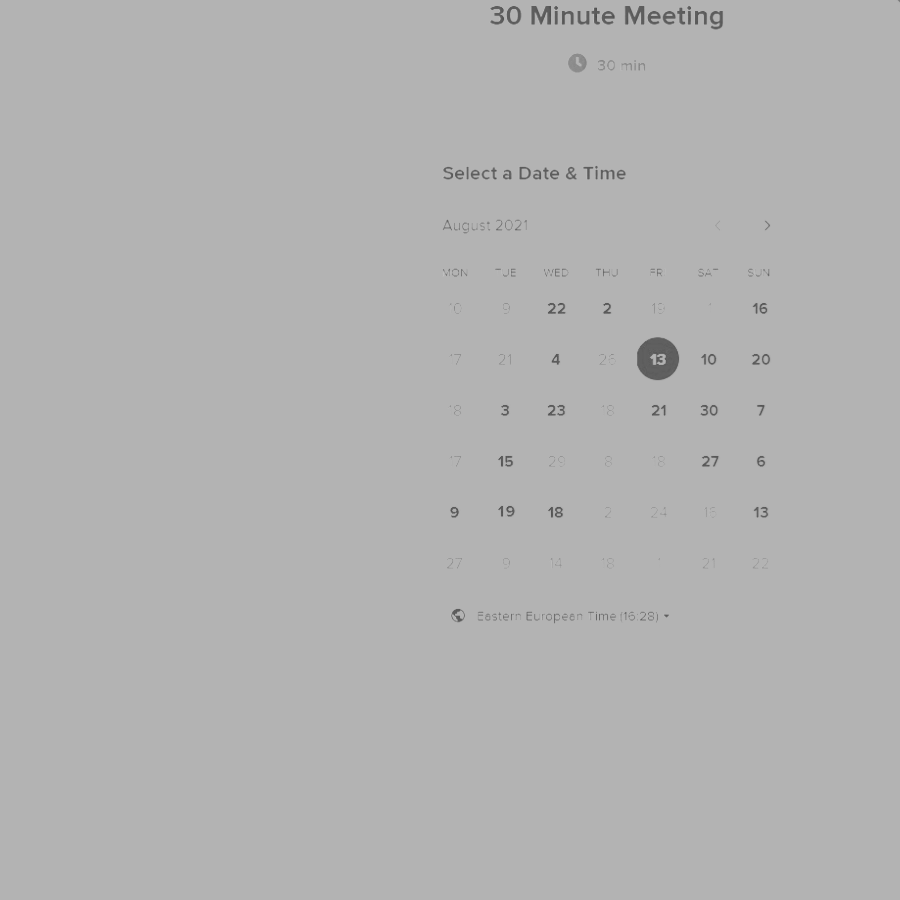 30 Minute Meeting
30 min
Select a Date & Time
August 2021
MON TUE WED THU FRI SAT SUN
10 9 22 2 19 1 16
17 21 4 26 13 10 20
18 3 23 18 21 30 7
17 15 29 8 18 27 6
9 19 18 2 24 13
27 9 14 18 1 21 22
Eastern European Time (16:28)